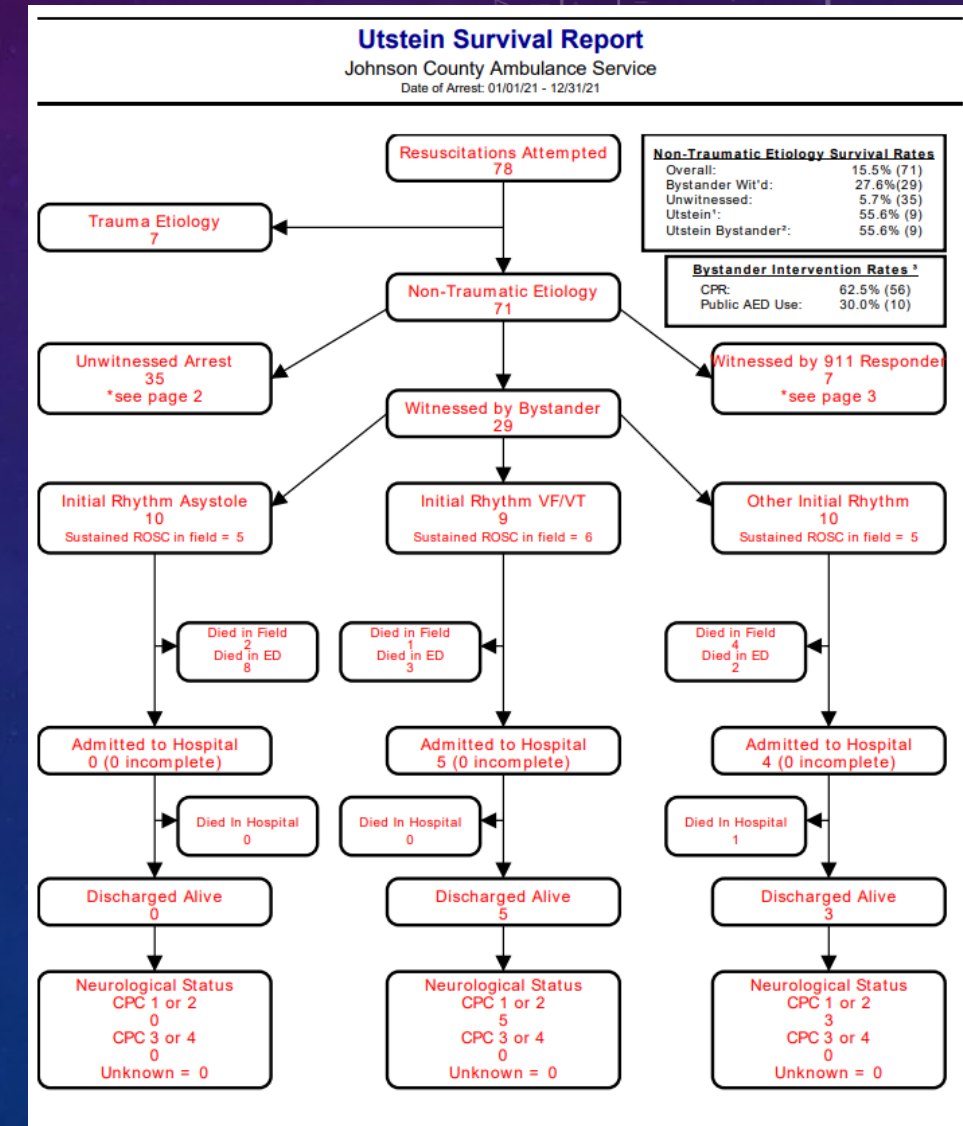 Utstein Survival Report
Johnson County Ambulance Service
Date of Arrest: 01/01/21 - 12/31/21
Resuscitations Attempted
78
Non-Traumatic Etiology Survival Rates
Overall: 15.5% (71)
Bystander Wit'd: 27.6%(29)
Unwitnessed: 5.7% (35)
Utstein¹: 55.6% (9)
Utstein Bystander²: 55.6% (9)
Bystander Intervention Rates ³
CPR: 62.5% (56)
Public AED Use: 30.0% (10)
Trauma Etiology
7
Non-Traumatic Etiology
71
Unwitnessed Arrest
35
*see page 2
Witnessed by 911 Responder
7
*see page 3
Witnessed by Bystander
29
Initial Rhythm Asystole
10
Sustained ROSC in field = 5
Initial Rhythm VF/VT
9
Sustained ROSC in field = 6
Other Initial Rhythm
10
Sustained ROSC in field = 5
Died in Field
2
Died in ED
8
Died in Field
1
Died in ED
3
Died in Field
4
Died in ED
2
Admitted to Hospital
0 (0 incomplete)
Admitted to Hospital
5 (0 incomplete)
Admitted to Hospital
4 (0 incomplete)
Died In Hospital
0
Died In Hospital
0
Died In Hospital
1
Discharged Alive
0
Discharged Alive
5
Discharged Alive
3
Neurological Status
CPC 1 or 2
0
CPC 3 or 4
0
Unknown = 0
Neurological Status
CPC 1 or 2
5
CPC 3 or 4
0
Unknown = 0
Neurological Status
CPC 1 or 2
3
CPC 3 or 4
0
Unknown = 0